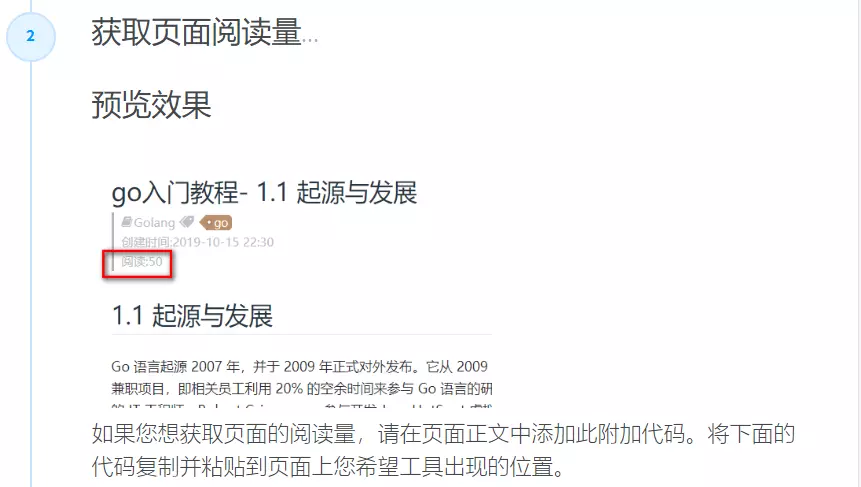 2
获取页面阅读量...
预览效果
go入门教程- 1.1 起源与发展
Golang go
创建时间:2019-10-15 22:30
阅读:50
1.1 起源与发展
Go 语言起源 2007 年，并于 2009 年正式对外发布。它从 2009
兼职项目，即相关员工利用 20% 的空余时间来参与 Go 语言的研
如果您想获取页面的阅读量，请在页面正文中添加此附加代码。将下面的
代码复制并粘贴到页面上您希望工具出现的位置。